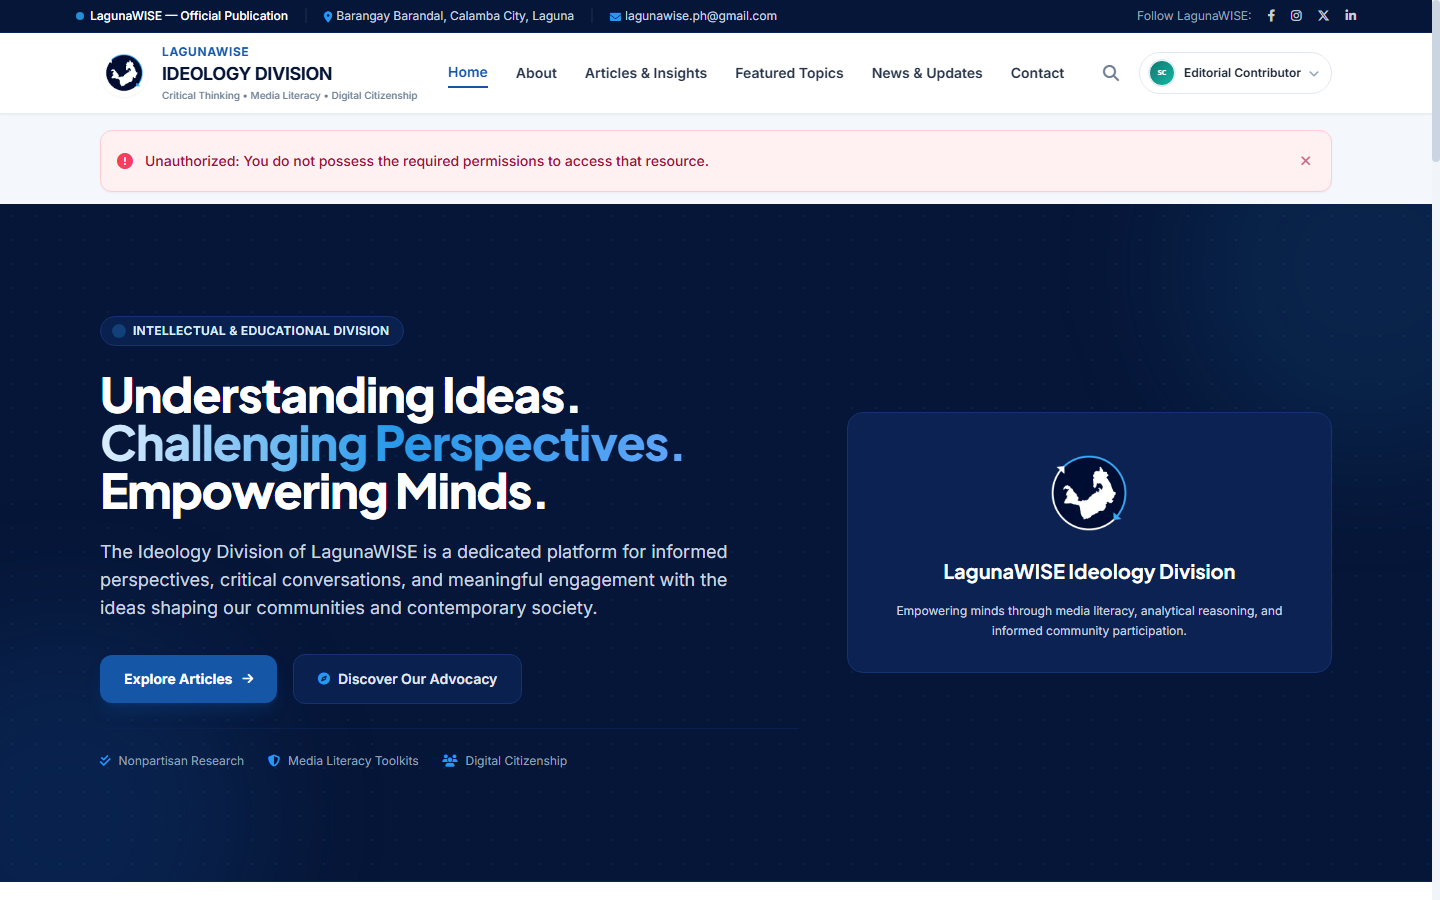 LagunaWISE — Official Publication
Barangay Barandal, Calamba City, Laguna
lagunawise.ph@gmail.com
Follow LagunaWISE:
LAGUNAWISE
IDEOLOGY DIVISION
Critical Thinking • Media Literacy • Digital Citizenship
Home
About
Articles & Insights
Featured Topics
News & Updates
Contact
SC
Editorial Contributor
Unauthorized: You do not possess the required permissions to access that resource.
INTELLECTUAL & EDUCATIONAL DIVISION
Understanding Ideas.
Challenging Perspectives.
Empowering Minds.
The Ideology Division of LagunaWISE is a dedicated platform for informed
perspectives, critical conversations, and meaningful engagement with the
ideas shaping our communities and contemporary society.
Explore Articles
Discover Our Advocacy
Nonpartisan Research
Media Literacy Toolkits
Digital Citizenship
LagunaWISE Ideology Division
Empowering minds through media literacy, analytical reasoning, and
informed community participation.